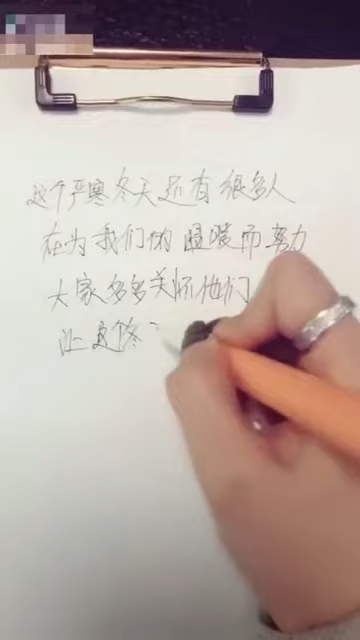 这个严寒冬天还有很多人
在为我们的温暖而努力
大家多多关怀他们
让这